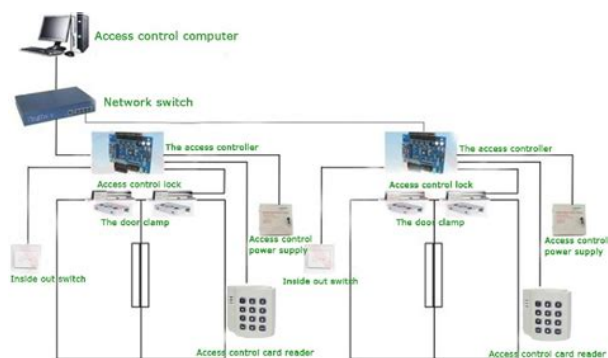 Access control computer
Network switch
The access controller
Access control lock
The door clamp
Access control
power supply
Inside out switch
Access control card reader
The access controller
Access control lock
The door clamp
Access control
power supply
Inside out switch
Access control card reader